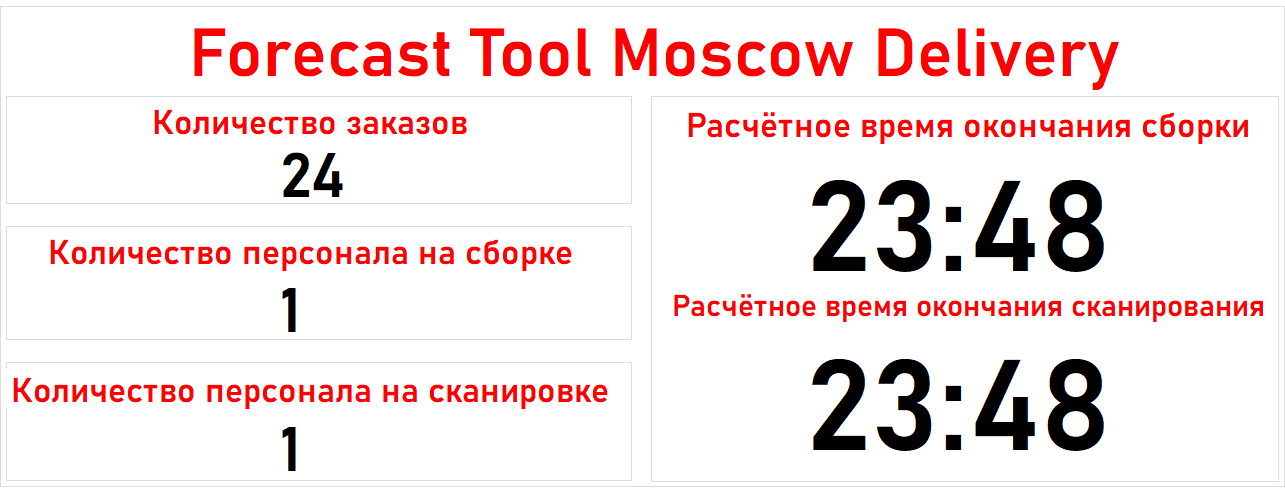 Forecast Tool Moscow Delivery
Количество заказов
24
Количество персонала на сборке
1
Количество персонала на сканировке
1
Расчётное время окончания сборки
23:48
Расчётное время окончания сканирования
23:48